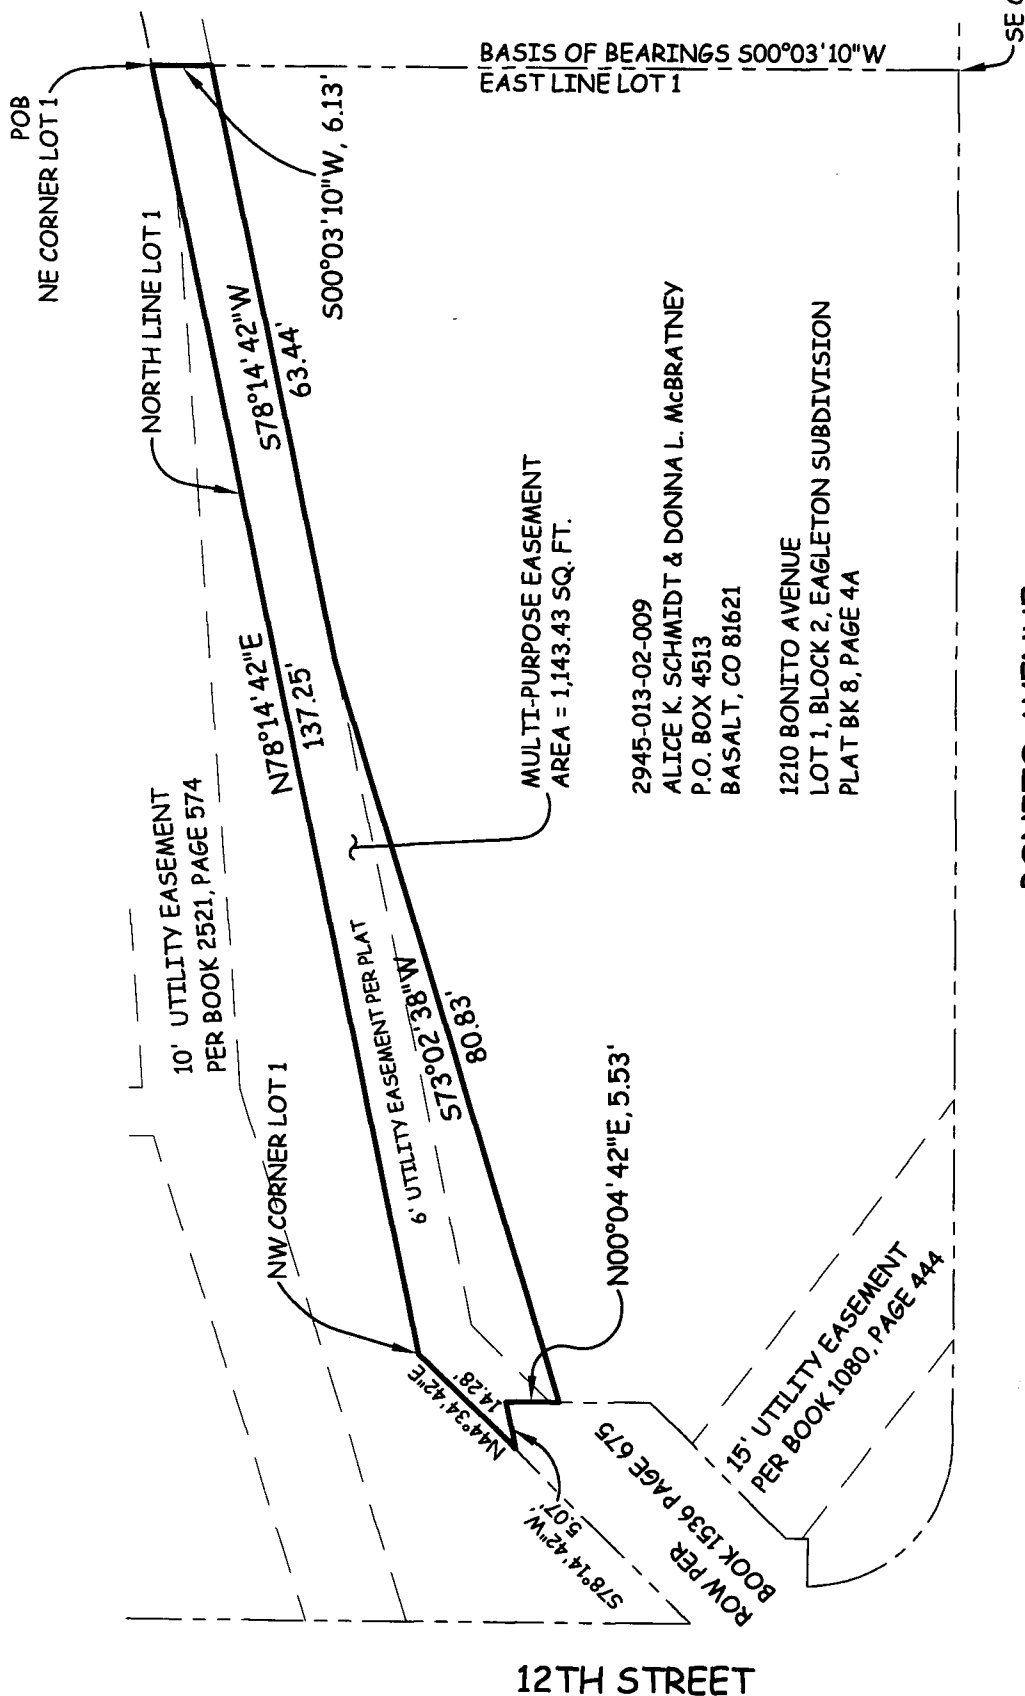 POB
NE CORNER LOT 1
BASIS OF BEARINGS S00°03'10"W
EAST LINE LOT 1
SE C
S00°03'10"W, 6.13'
NORTH LINE LOT 1
S78°14'42"W
63.44'
N78°14'42"E
137.25'
10' UTILITY EASEMENT
PER BOOK 2521, PAGE 574
MULTI-PURPOSE EASEMENT
AREA = 1,143.43 SQ. FT.
2945-013-02-009
ALICE K. SCHMIDT & DONNA L. McBRATNEY
P.O. BOX 4513
BASALT, CO 81621
1210 BONITO AVENUE
LOT 1, BLOCK 2, EAGLETON SUBDIVISION
PLAT BK 8, PAGE 4A
6' UTILITY EASEMENT PER PLAT
S73°02'38"W
80.83'
NW CORNER LOT 1
N00°04'42"E, 5.53'
N44°34'42"E
14.28'
S78°14'42"W
5.07'
ROW PER
BOOK 1536 PAGE 675
15' UTILITY EASEMENT
PER BOOK 1080, PAGE 444
12TH STREET